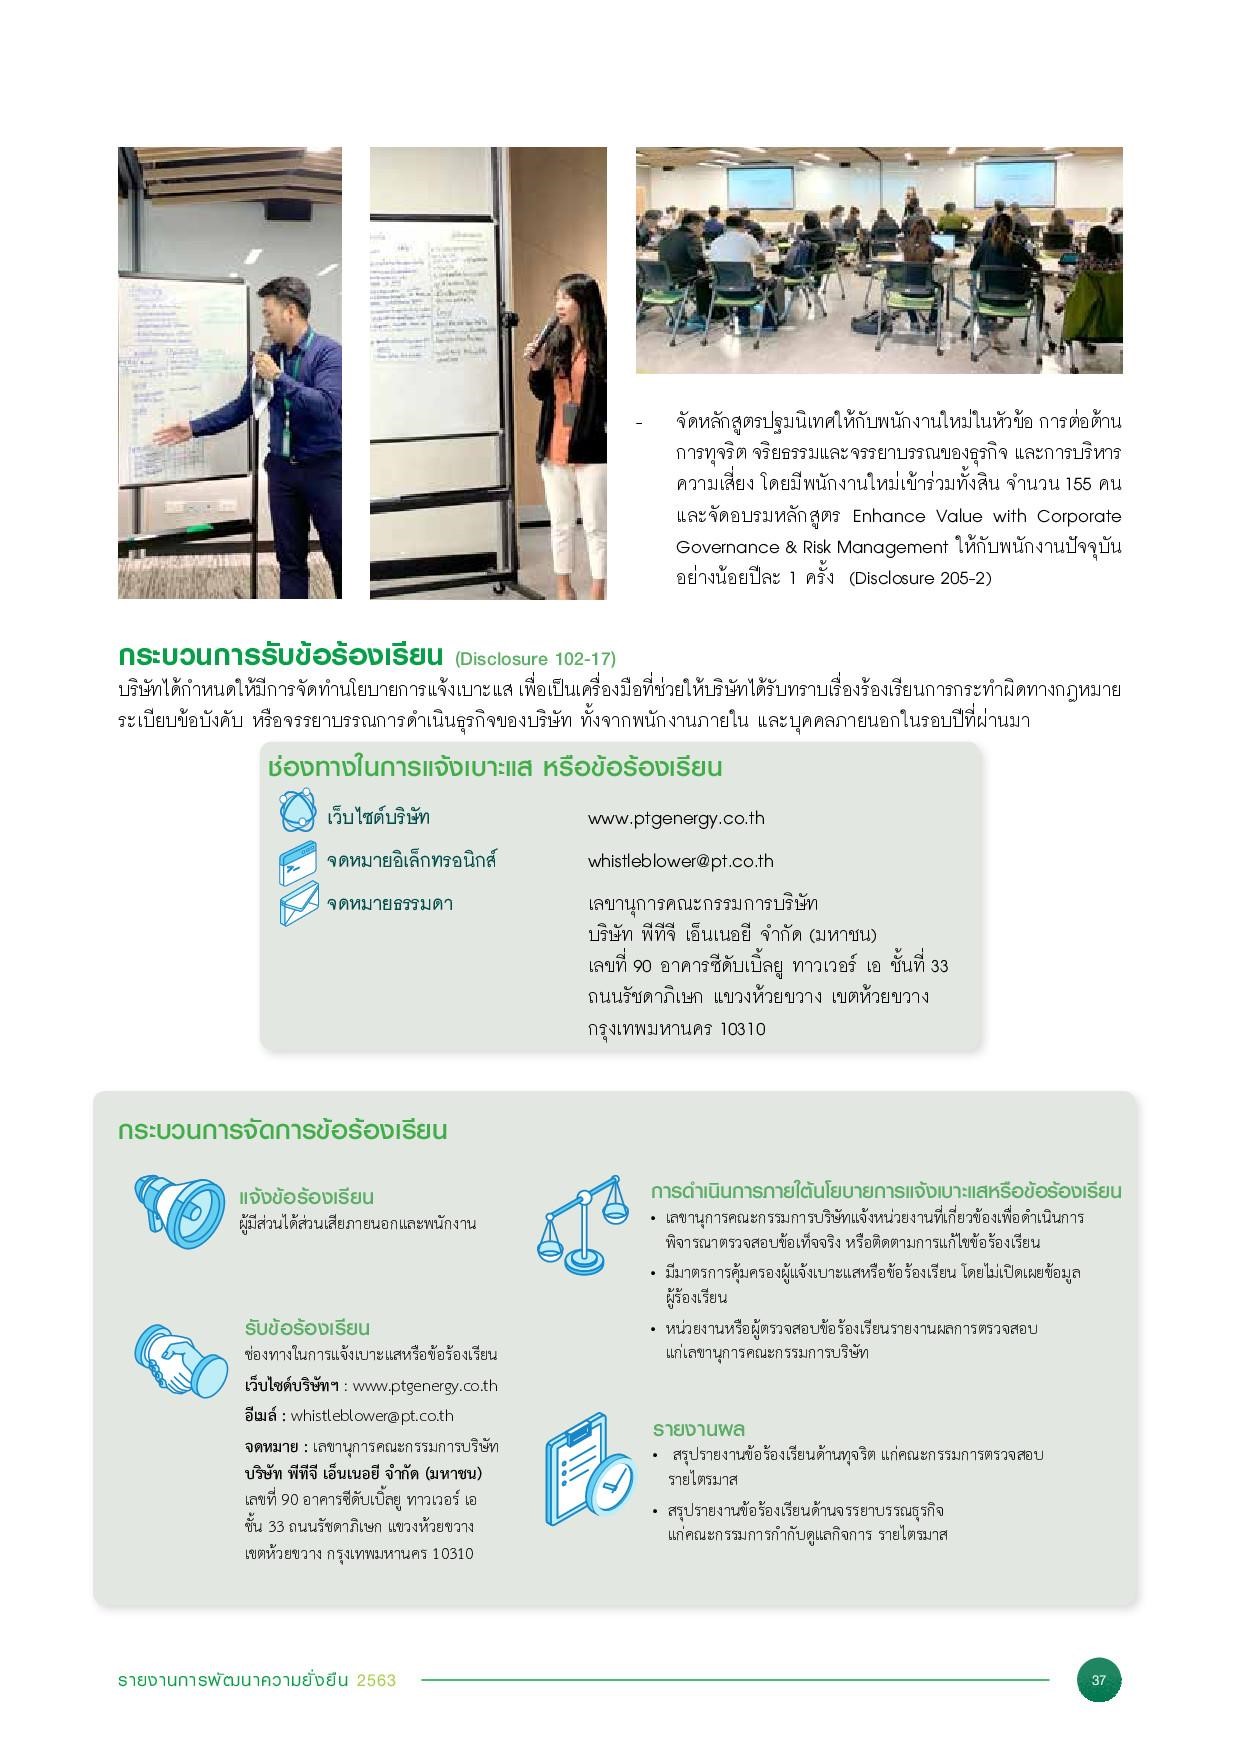 - จัดหลักสูตรปฐมนิเทศให้กับพนักงานใหม่ในหัวข้อ การต่อต้าน
การทุจริต จริยธรรมและจรรยาบรรณของธุรกิจ และการบริหาร
ความเสี่ยง โดยมีพนักงานใหม่เข้าร่วมทั้งสิน จำนวน 155 คน
และจัดอบรมหลักสูตร Enhance Value with Corporate
Governance & Risk Management ให้กับพนักงานปัจจุบัน
อย่างน้อยปีละ 1 ครั้ง (Disclosure 205-2)
กระบวนการรับข้อร้องเรียน (Disclosure 102-17)
บริษัทได้กำหนดให้มีการจัดทำนโยบายการแจ้งเบาะแส เพื่อเป็นเครื่องมือที่ช่วยให้บริษัทได้รับทราบเรื่องร้องเรียนการกระทำผิดทางกฎหมาย
ระเบียบข้อบังคับ หรือจรรยาบรรณการดำเนินธุรกิจของบริษัท ทั้งจากพนักงานภายใน และบุคคลภายนอกในรอบปีที่ผ่านมา
ช่องทางในการแจ้งเบาะแส หรือข้อร้องเรียน
เว็บไซต์บริษัท www.ptgenergy.co.th
จดหมายอิเล็กทรอนิกส์ whistleblower@pt.co.th
จดหมายธรรมดา เลขานุการคณะกรรมการบริษัท
บริษัท พีทีจี เอ็นเนอยี จำกัด (มหาชน)
เลขที่ 90 อาคารซีดับเบิ้ลยู ทาวเวอร์ เอ ชั้นที่ 33
ถนนรัชดาภิเษก แขวงห้วยขวาง เขตห้วยขวาง
กรุงเทพมหานคร 10310
กระบวนการจัดการข้อร้องเรียน
แจ้งข้อร้องเรียน
ผู้มีส่วนได้ส่วนเสียภายนอกและพนักงาน
รับข้อร้องเรียน
ช่องทางในการแจ้งเบาะแสหรือข้อร้องเรียน
เว็บไซต์บริษัทฯ : www.ptgenergy.co.th
อีเมล์ : whistleblower@pt.co.th
จดหมาย : เลขานุการคณะกรรมการบริษัท
บริษัท พีทีจี เอ็นเนอยี จำกัด (มหาชน)
เลขที่ 90 อาคารซีดับเบิ้ลยู ทาวเวอร์ เอ
ชั้น 33 ถนนรัชดาภิเษก แขวงห้วยขวาง
เขตห้วยขวาง กรุงเทพมหานคร 10310
การดำเนินการภายใต้นโยบายการแจ้งเบาะแสหรือข้อร้องเรียน
• เลขานุการคณะกรรมการบริษัทแจ้งหน่วยงานที่เกี่ยวข้องเพื่อดำเนินการ
พิจารณาตรวจสอบข้อเท็จจริง หรือติดตามการแก้ไขข้อร้องเรียน
• มีมาตรการคุ้มครองผู้แจ้งเบาะแสหรือข้อร้องเรียน โดยไม่เปิดเผยข้อมูล
ผู้ร้องเรียน
• หน่วยงานหรือผู้ตรวจสอบข้อร้องเรียนรายงานผลการตรวจสอบ
แก่เลขานุการคณะกรรมการบริษัท
รายงานผล
• สรุปรายงานข้อร้องเรียนด้านทุจริต แก่คณะกรรมการตรวจสอบ
รายไตรมาส
• สรุปรายงานข้อร้องเรียนด้านจรรยาบรรณธุรกิจ
แก่คณะกรรมการกำกับดูแลกิจการ รายไตรมาส
รายงานการพัฒนาความยั่งยืน 2563
37